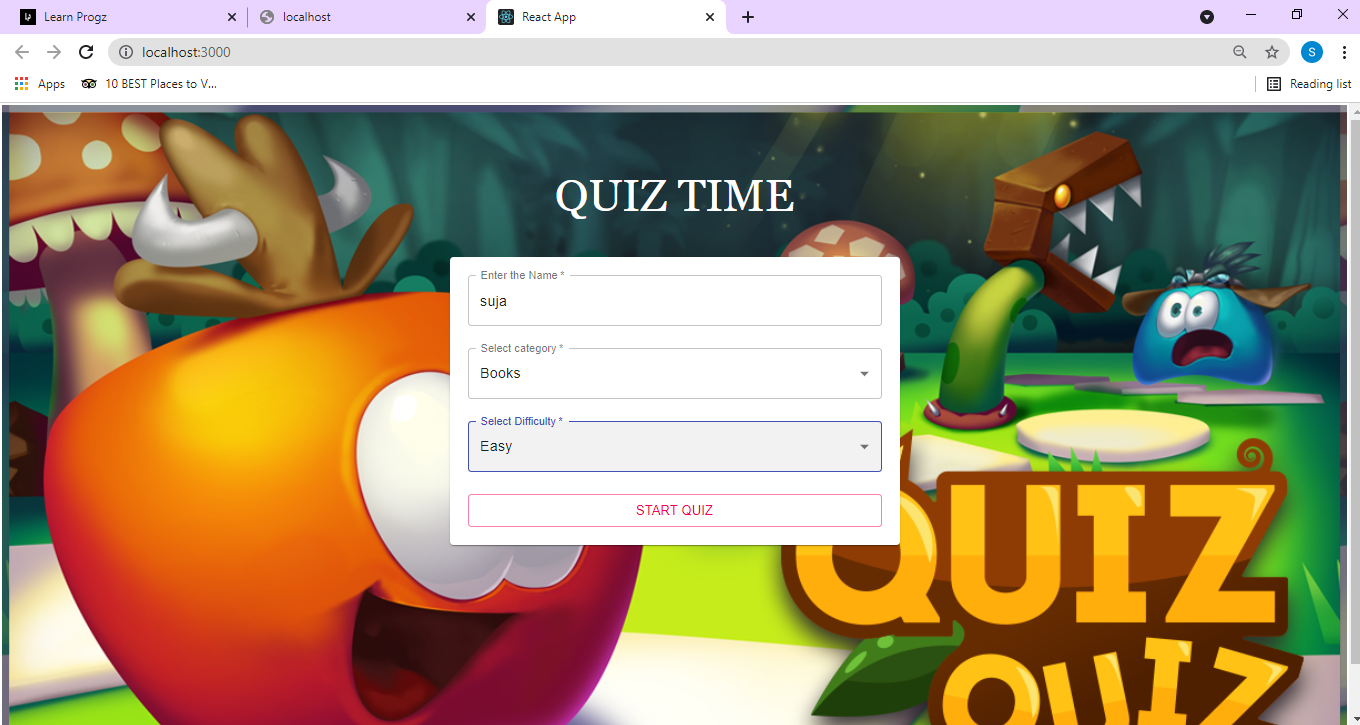 Learn Progz
localhost
React App
localhost:3000
S
Apps
10 BEST Places to V...
Reading list
QUIZ TIME
Enter the Name *
suja
Select category *
Books
Select Difficulty *
Easy
START QUIZ
QUIZ
QUIZ